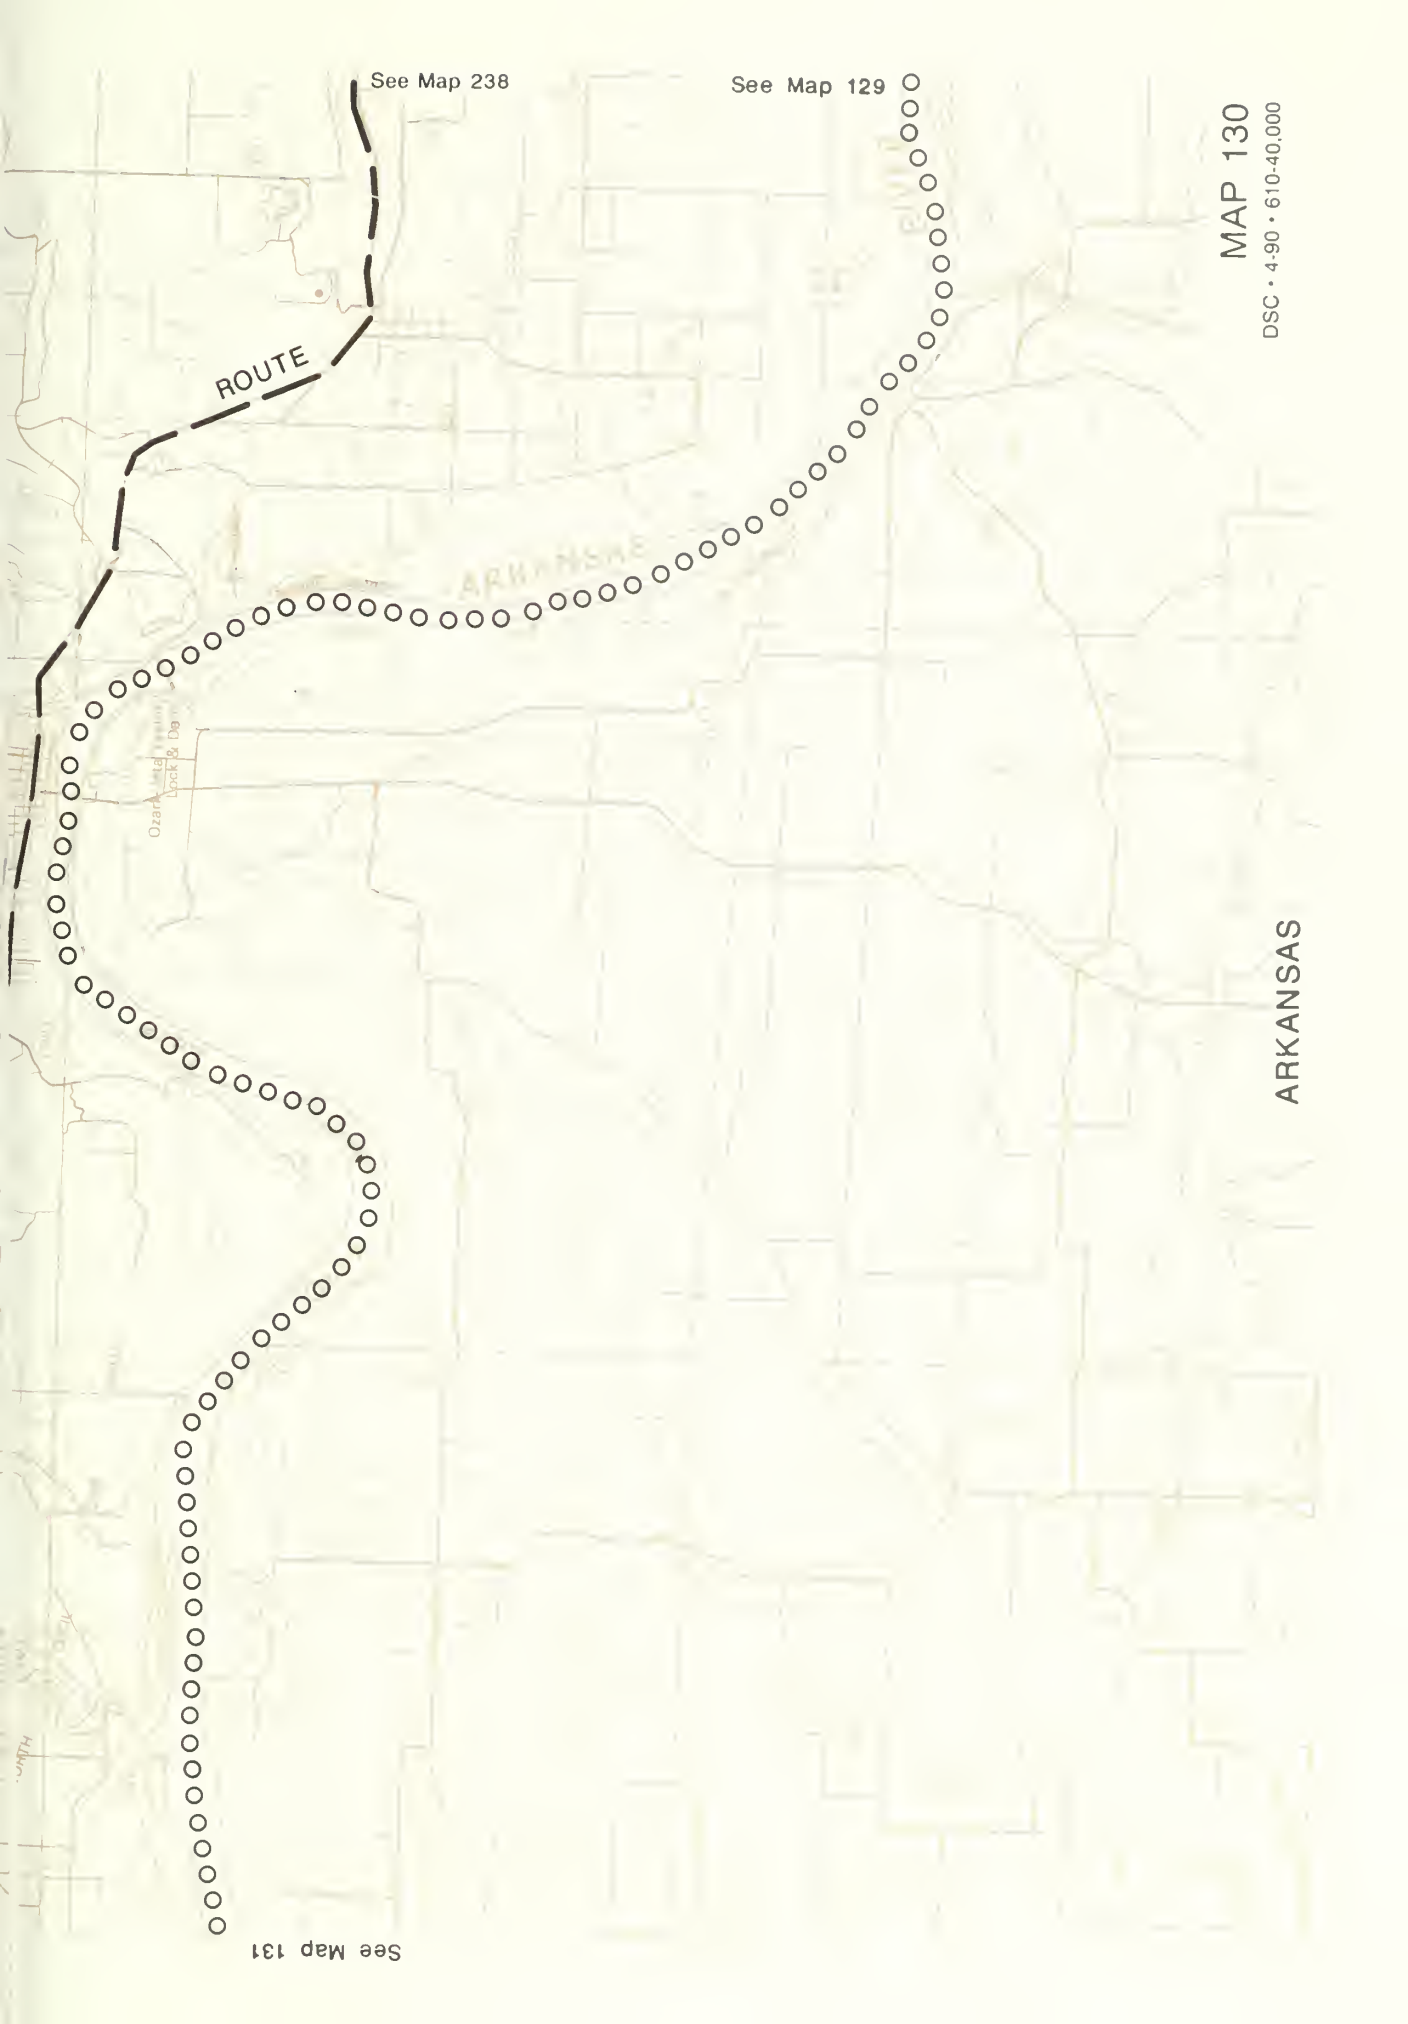 See Map 238
See Map 129
MAP 130
DSC • 4-90 • 610-40,000
ROUTE
ARKANSAS
Lock &
ARKANSAS
See Map 131